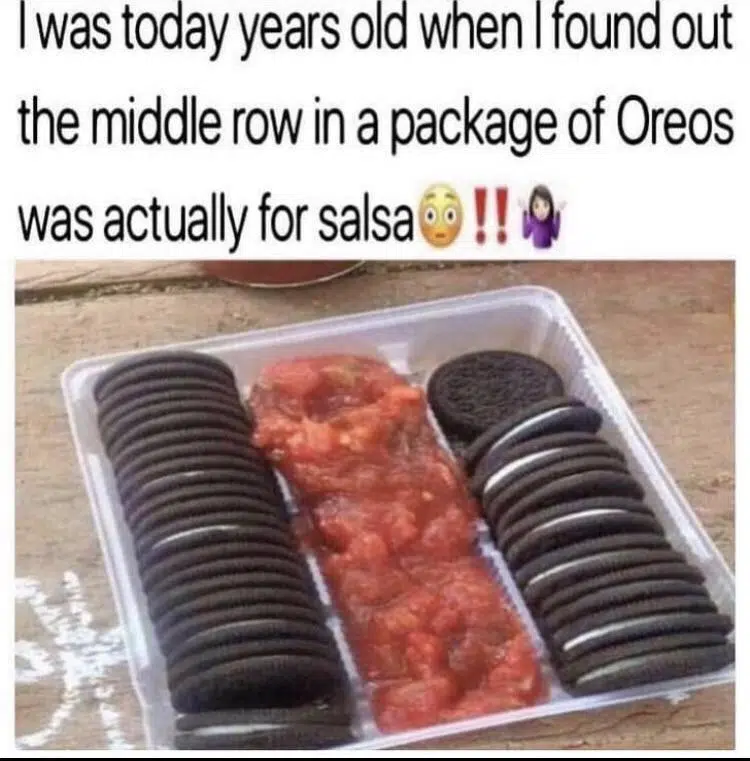 I was today years old when I found out
the middle row in a package of Oreos
was actually for salsa😳‼️🤷🏻‍♀️